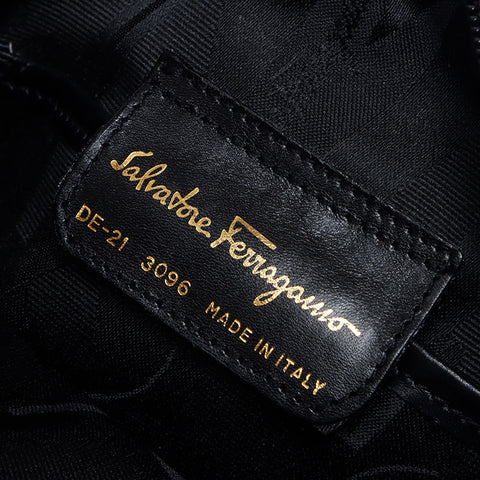 Salvatore Ferragamo
DE-21 3096 MADE IN ITALY